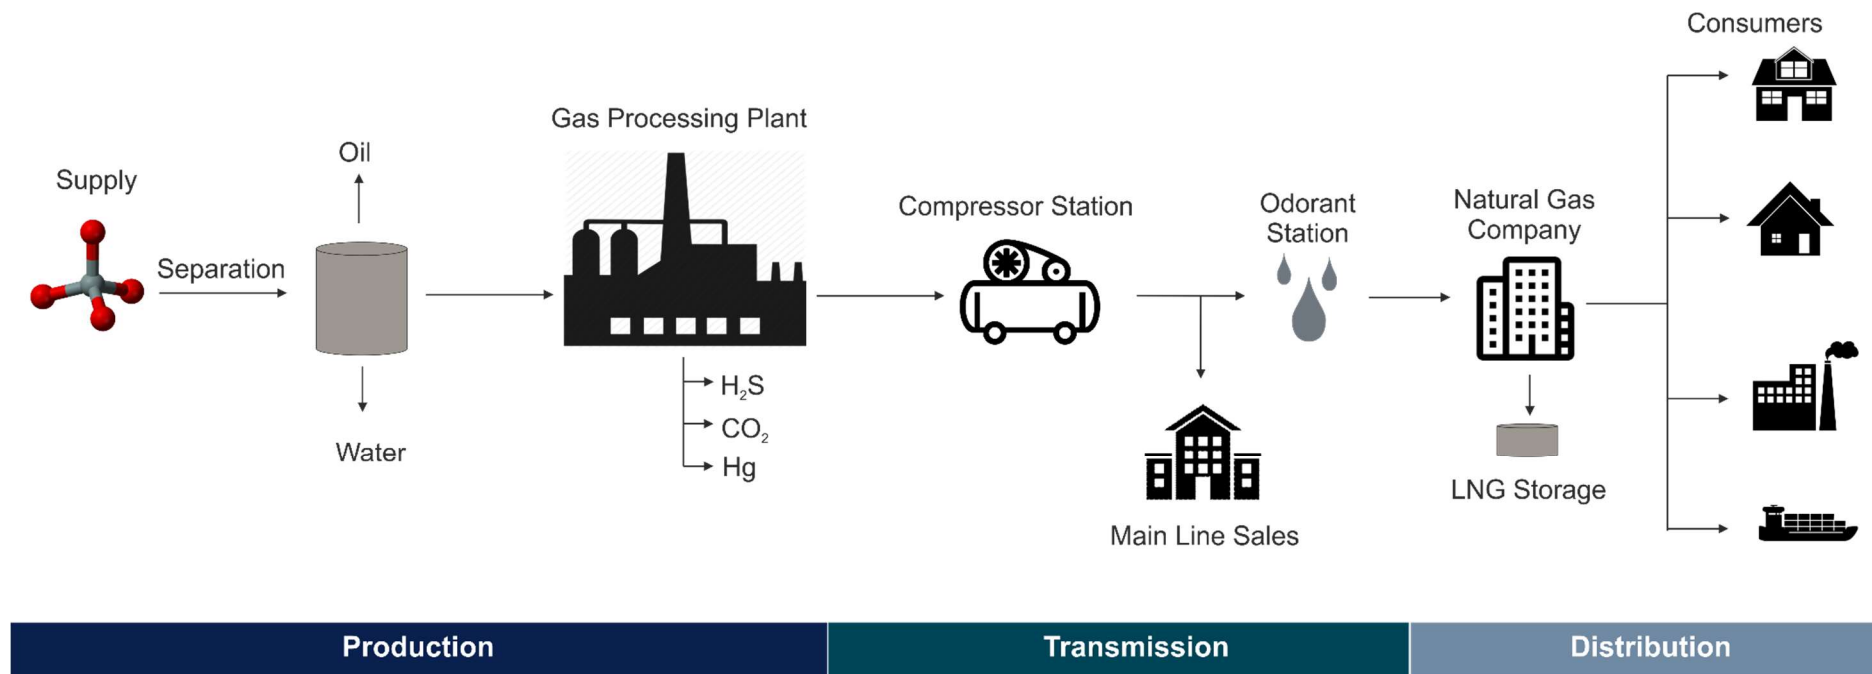 Supply
Separation
Oil
Water
Gas Processing Plant
H₂S
CO₂
Hg
Compressor Station
Main Line Sales
Odorant
Station
Natural Gas
Company
LNG Storage
Consumers
Production
Transmission
Distribution